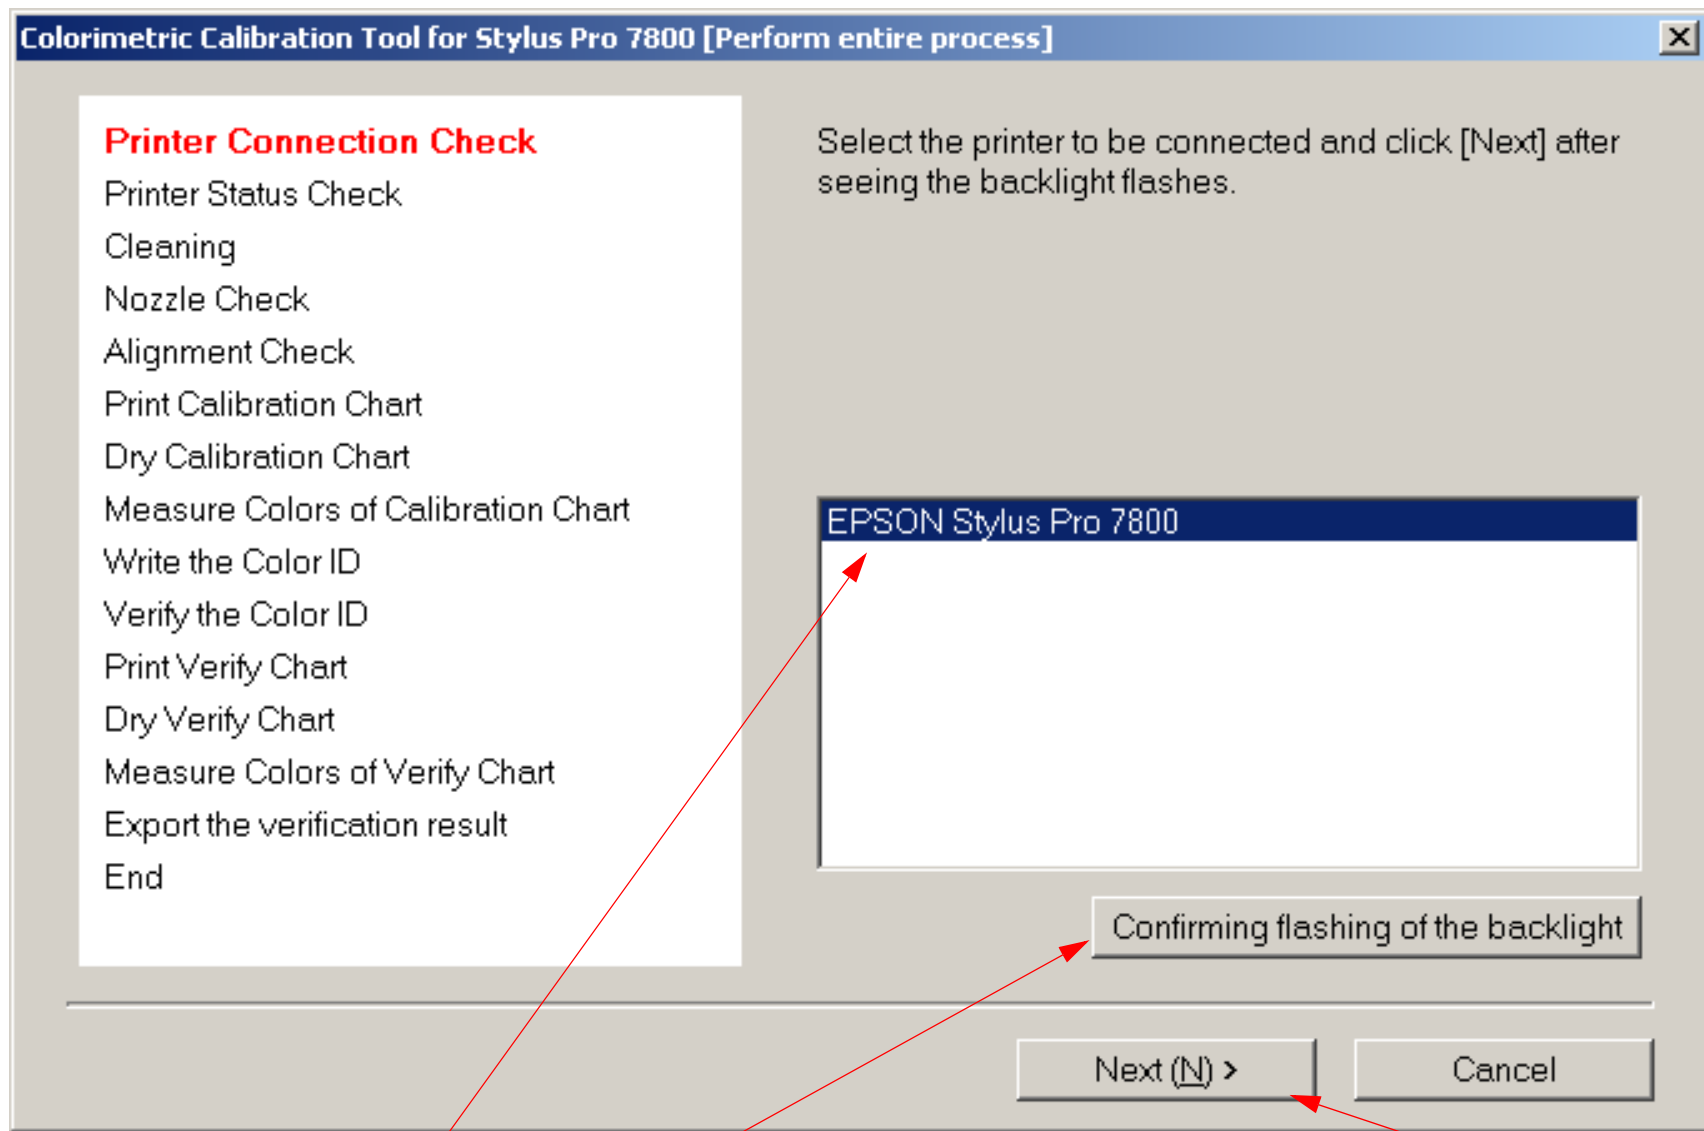 Colorimetric Calibration Tool for Stylus Pro 7800 [Perform entire process]
Printer Connection Check
Printer Status Check
Cleaning
Nozzle Check
Alignment Check
Print Calibration Chart
Dry Calibration Chart
Measure Colors of Calibration Chart
Write the Color ID
Verify the Color ID
Print Verify Chart
Dry Verify Chart
Measure Colors of Verify Chart
Export the verification result
End
Select the printer to be connected and click [Next] after
seeing the backlight flashes.
EPSON Stylus Pro 7800
Confirming flashing of the backlight
Next (N) >
Cancel